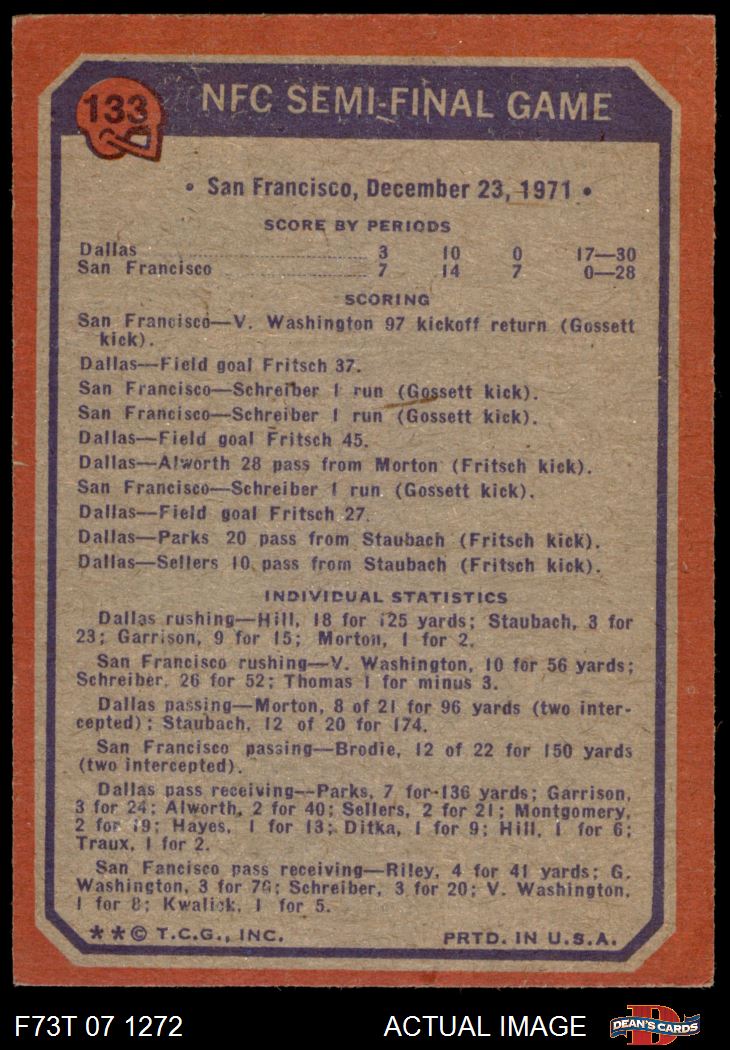 133
NFC SEMI-FINAL GAME
• San Francisco, December 23, 1971 •
SCORE BY PERIODS
Dallas ........ 3 10 0 17—30
San Francisco ........ 7 14 7 0—28
SCORING
San Francisco—V. Washington 97 kickoff return (Gossett
kick).
Dallas—Field goal Fritsch 37.
San Francisco—Schreiber 1 run (Gossett kick).
San Francisco—Schreiber 1 run (Gossett kick).
Dallas—Field goal Fritsch 45.
Dallas—Alworth 28 pass from Morton (Fritsch kick).
San Francisco—Schreiber 1 run (Gossett kick).
Dallas—Field goal Fritsch 27.
Dallas—Parks 20 pass from Staubach (Fritsch kick).
Dallas—Sellers 10 pass from Staubach (Fritsch kick).
INDIVIDUAL STATISTICS
Dallas rushing—Hill, 18 for 125 yards; Staubach, 3 for
23; Garrison, 9 for 15; Morton, 1 for 2.
San Francisco rushing—V. Washington, 10 for 56 yards;
Schreiber, 26 for 52; Thomas 1 for minus 3.
Dallas passing—Morton, 8 of 21 for 96 yards (two inter-
cepted); Staubach, 12 of 20 for 174.
San Francisco passing—Brodie, 12 of 22 for 150 yards
(two intercepted).
Dallas pass receiving—Parks, 7 for 136 yards; Garrison,
3 for 24; Alworth, 2 for 40; Sellers, 2 for 21; Montgomery,
2 for 19; Hayes, 1 for 13; Ditka, 1 for 9; Hill, 1 for 6;
Traux, 1 for 2.
San Fancisco pass receiving—Riley, 4 for 41 yards; G.
Washington, 3 for 76; Schreiber, 3 for 20; V. Washington,
1 for 8; Kwalick, 1 for 5.
**© T.C.G., INC. PRTD. IN U.S.A.
F73T 07 1272 ACTUAL IMAGE D DEAN'S CARDS